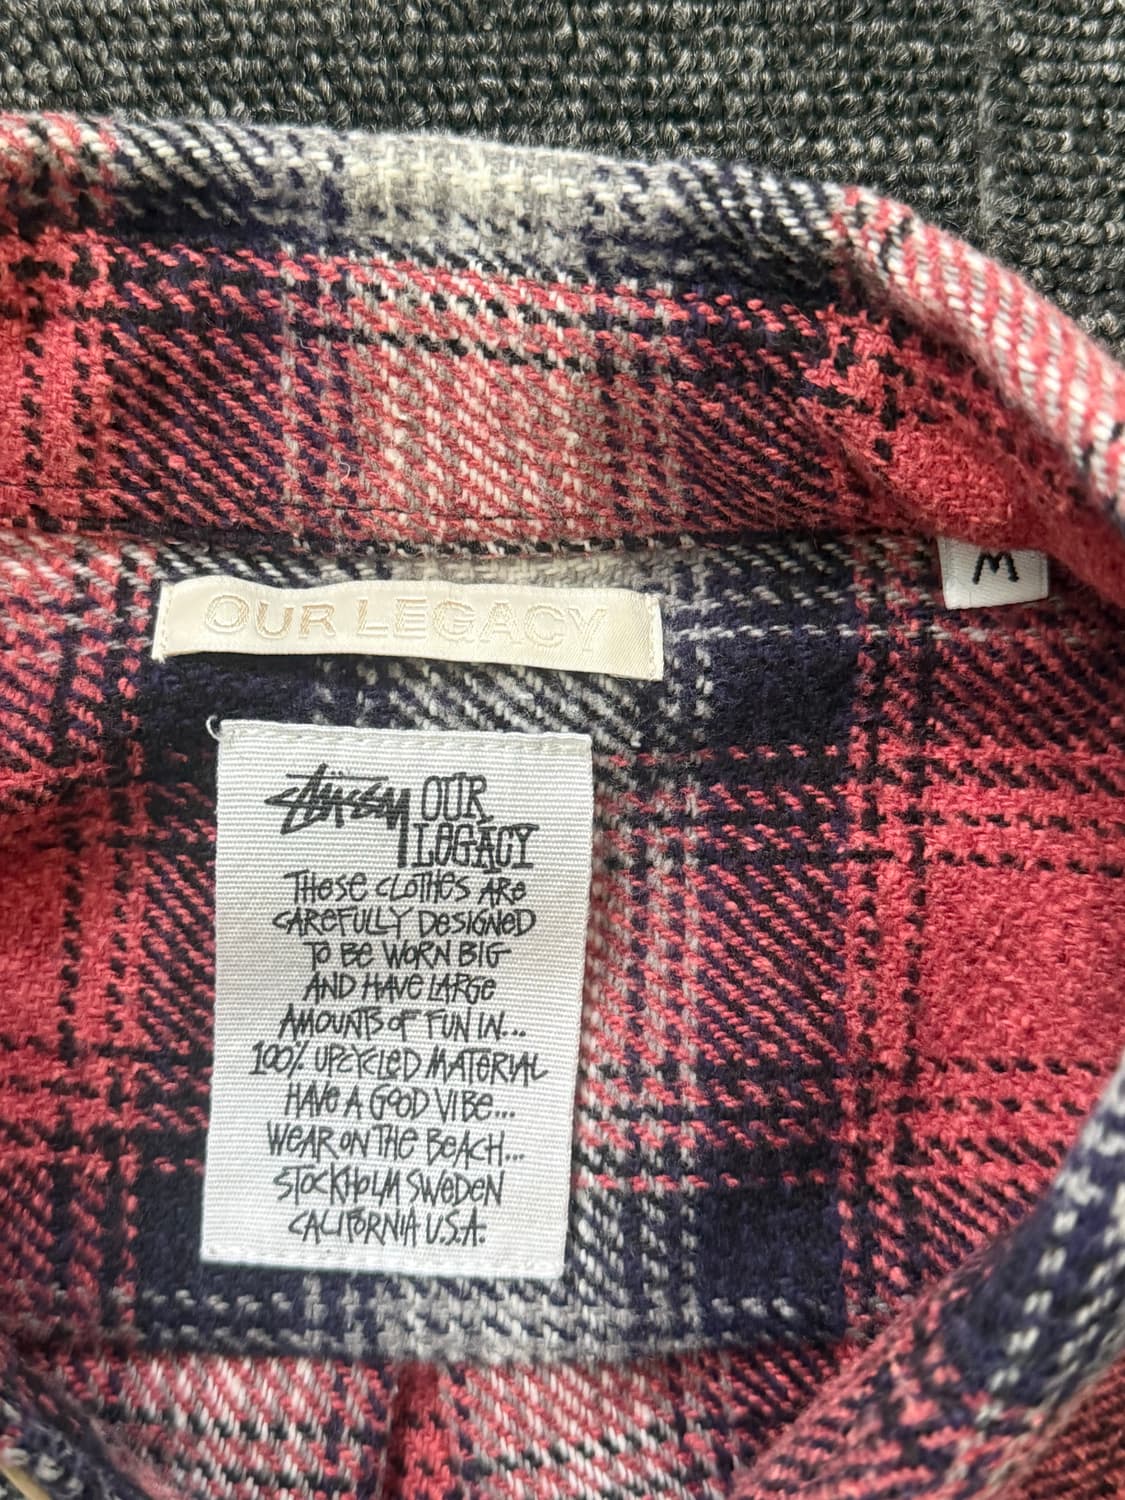 OUR LEGACY
M
STÜSSY OUR
LEGACY
THESE CLOTHES ARE
CAREFULLY DESIGNED
TO BE WORN BIG
AND HAVE LARGE
AMOUNTS OF FUN IN...
100% UPCYCLED MATERIAL
HAVE A GOOD VIBE...
WEAR ON THE BEACH...
STOCKHOLM SWEDEN
CALIFORNIA U.S.A.